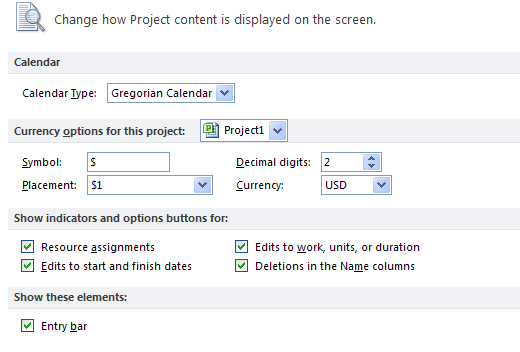 Change how Project content is displayed on the screen.
Calendar
Calendar Type: Gregorian Calendar
Currency options for this project: Project1
Symbol: $ Decimal digits: 2
Placement: $1 Currency: USD
Show indicators and options buttons for:
Resource assignments Edits to work, units, or duration
Edits to start and finish dates Deletions in the Name columns
Show these elements:
Entry bar